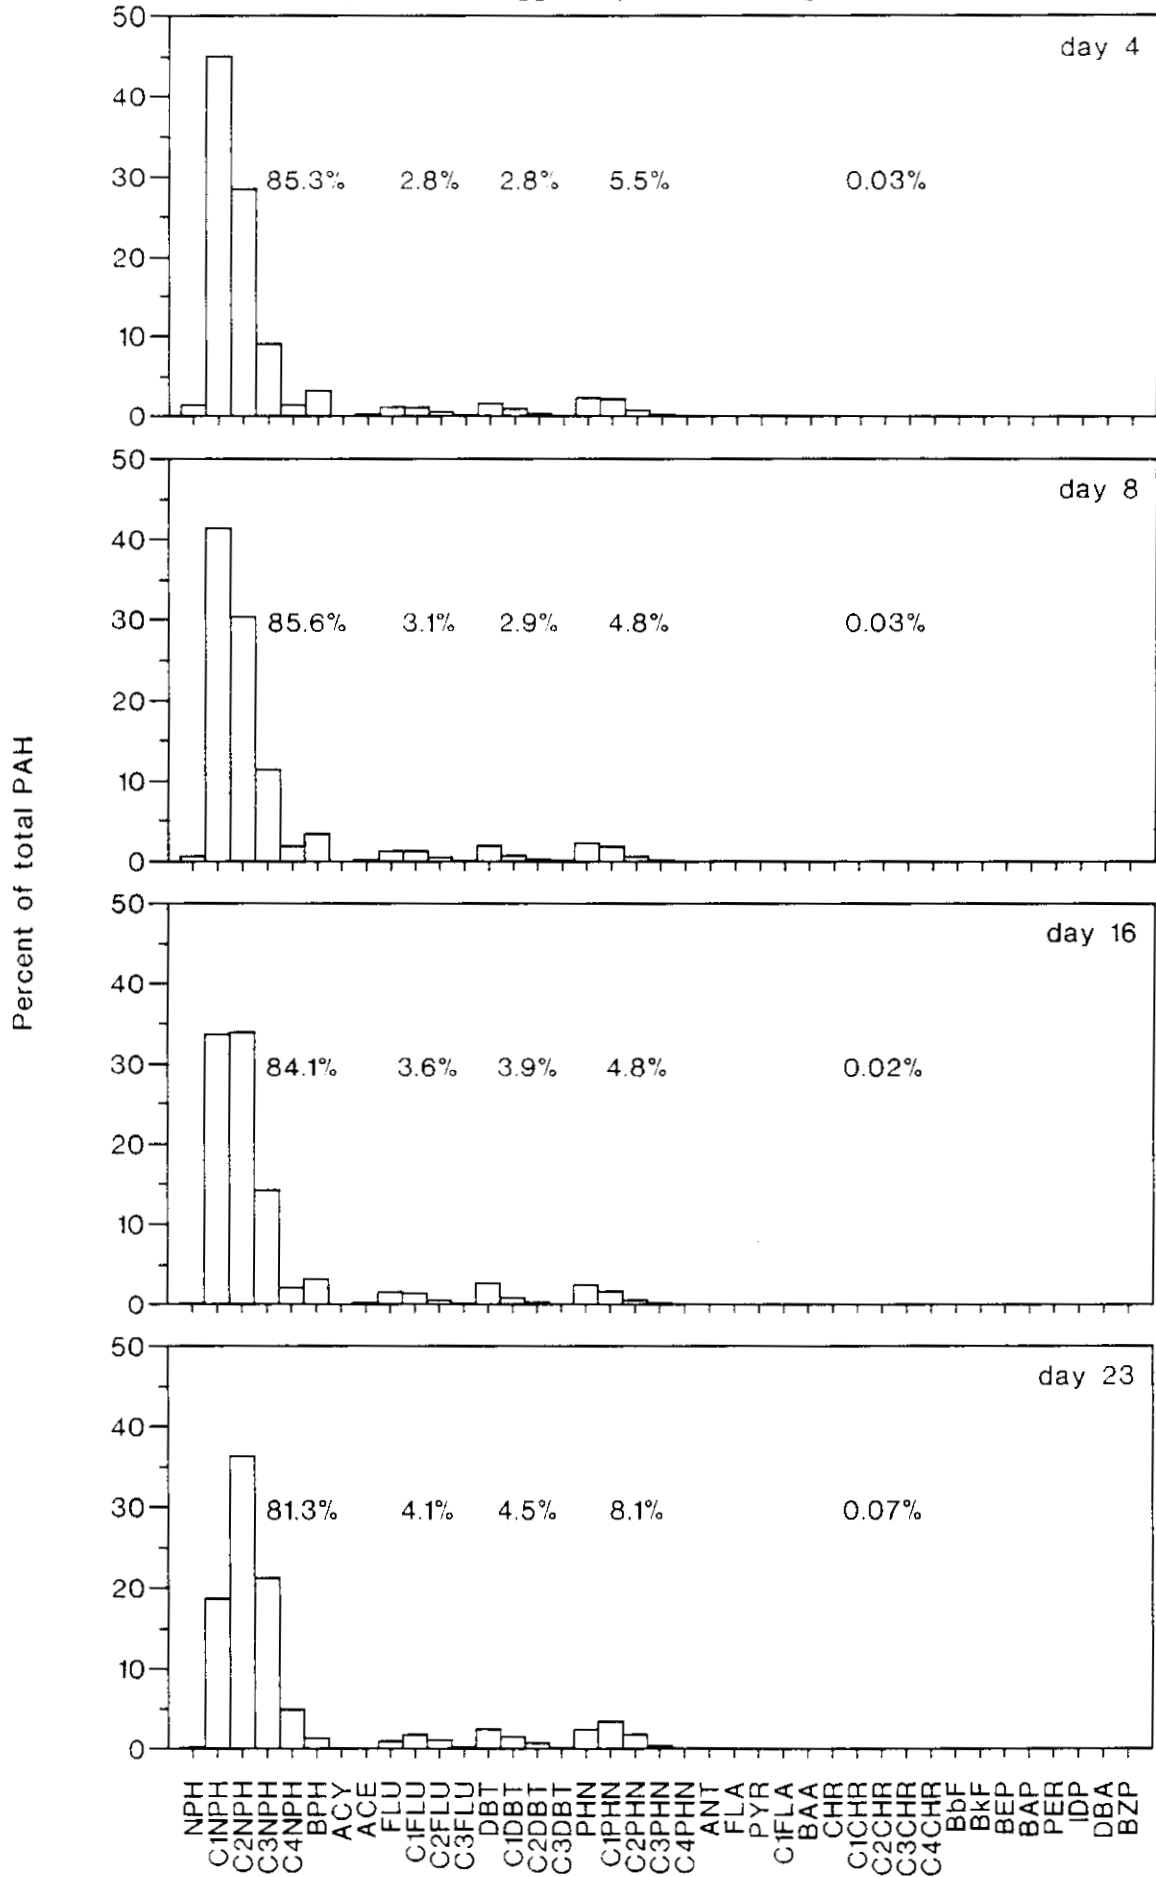 50
day 4
40
30
85.3% 2.8% 2.8% 5.5% 0.03%
20
10
0
50
day 8
40
30
85.6% 3.1% 2.9% 4.8% 0.03%
20
10
0
50
day 16
40
30
84.1% 3.6% 3.9% 4.8% 0.02%
20
10
0
50
day 23
40
30
81.3% 4.1% 4.5% 8.1% 0.07%
20
10
0
Percent of total PAH
NPH
C1NPH
C2NPH
C3NPH
C4NPH
BPH
ACY
ACE
FLU
C1FLU
C2FLU
C3FLU
DBT
C1DBT
C2DBT
C3DBT
PHN
C1PHN
C2PHN
C3PHN
C4PHN
ANT
FLA
PYR
C1FLA
BAA
CHR
C1CHR
C2CHR
C3CHR
C4CHR
BbF
BkF
BEP
BAP
PER
IDP
DBA
BZP